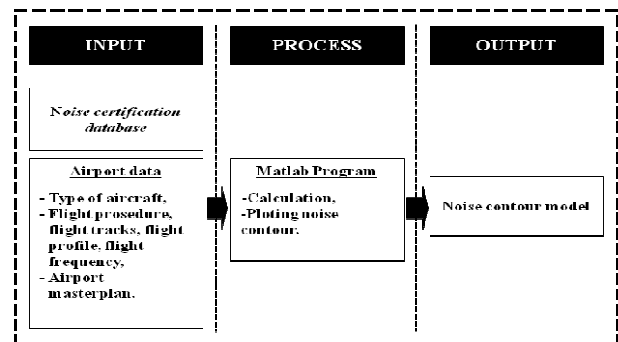 INPUT
PROCESS
OUTPUT
Noise certification
database
Airport data
- Type of aircraft,
- Flight prosedure,
flight tracks, flight
profile, flight
frequency,
- Airport
masterplan.
Matlab Program
-Calculation,
-Ploting noise
contour.
Noise contour model